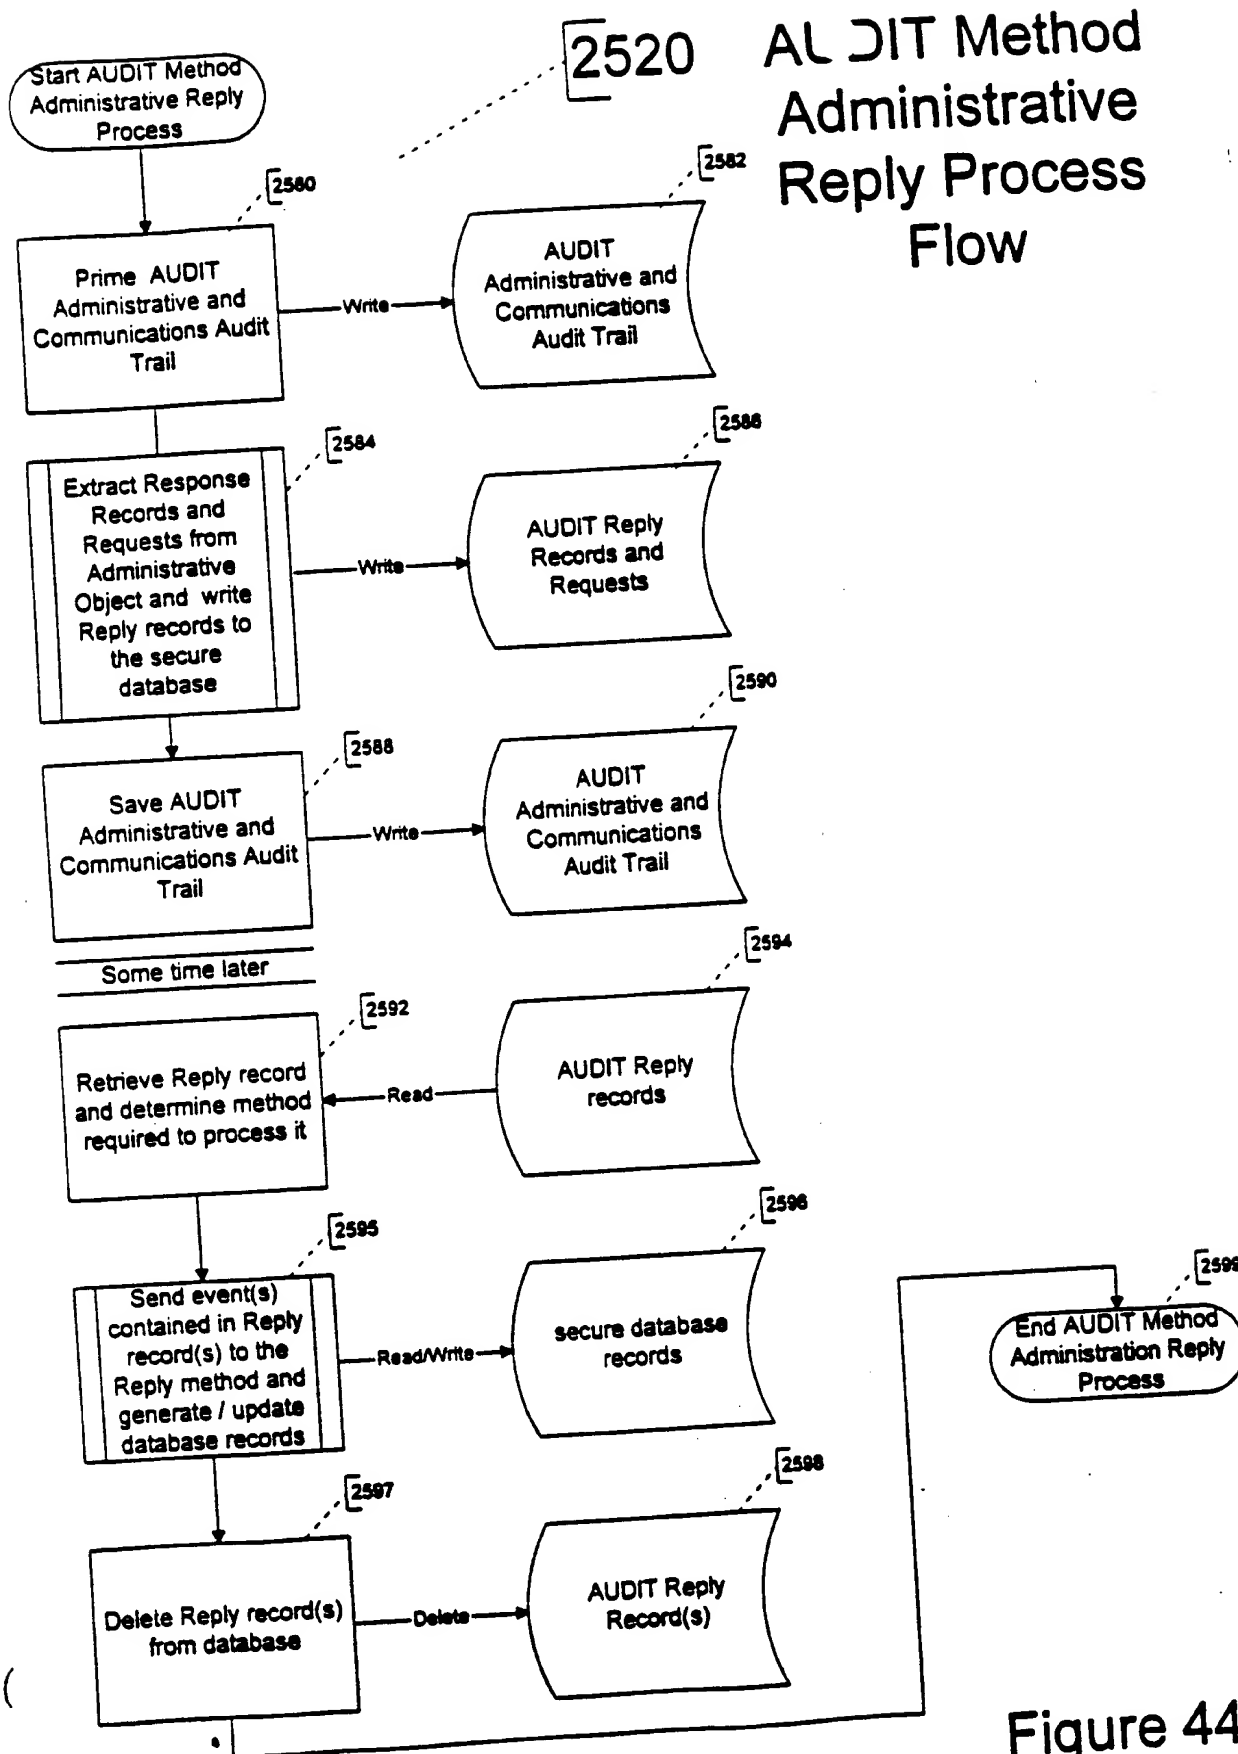 2520
AUDIT Method
Administrative
Reply Process
Flow
Start AUDIT Method
Administrative Reply
Process
2580
Prime AUDIT
Administrative and
Communications Audit
Trail
Write
2582
AUDIT
Administrative and
Communications
Audit Trail
2584
Extract Response
Records and
Requests from
Administrative
Object and write
Reply records to
the secure
database
Write
2586
AUDIT Reply
Records and
Requests
2588
Save AUDIT
Administrative and
Communications Audit
Trail
Write
2590
AUDIT
Administrative and
Communications
Audit Trail
Some time later
2592
Retrieve Reply record
and determine method
required to process it
Read
2594
AUDIT Reply
records
2595
Send event(s)
contained in Reply
record(s) to the
Reply method and
generate / update
database records
Read/Write
2596
secure database
records
2597
Delete Reply record(s)
from database
Delete
2598
AUDIT Reply
Record(s)
2599
End AUDIT Method
Administration Reply
Process
Figure 44